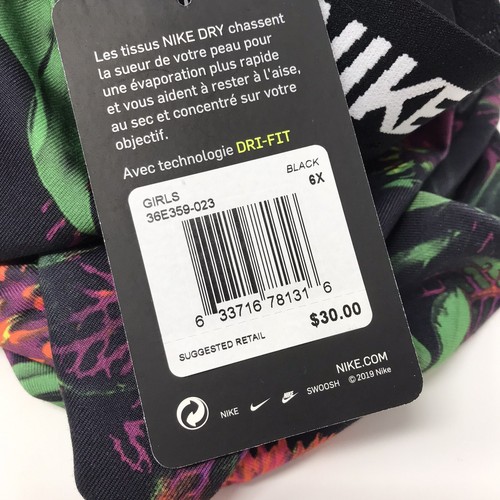 Les tissus NIKE DRY chassent
la sueur de votre peau pour
une évaporation plus rapide
et vous aident à rester à l'aise,
au sec et concentré sur votre
objectif.
Avec technologie DRI-FIT
GIRLS BLACK
36E359-023 6X
6 33716 78131 6
SUGGESTED RETAIL $30.00
NIKE.COM
NIKE SWOOSH ©2019 Nike
NIKE